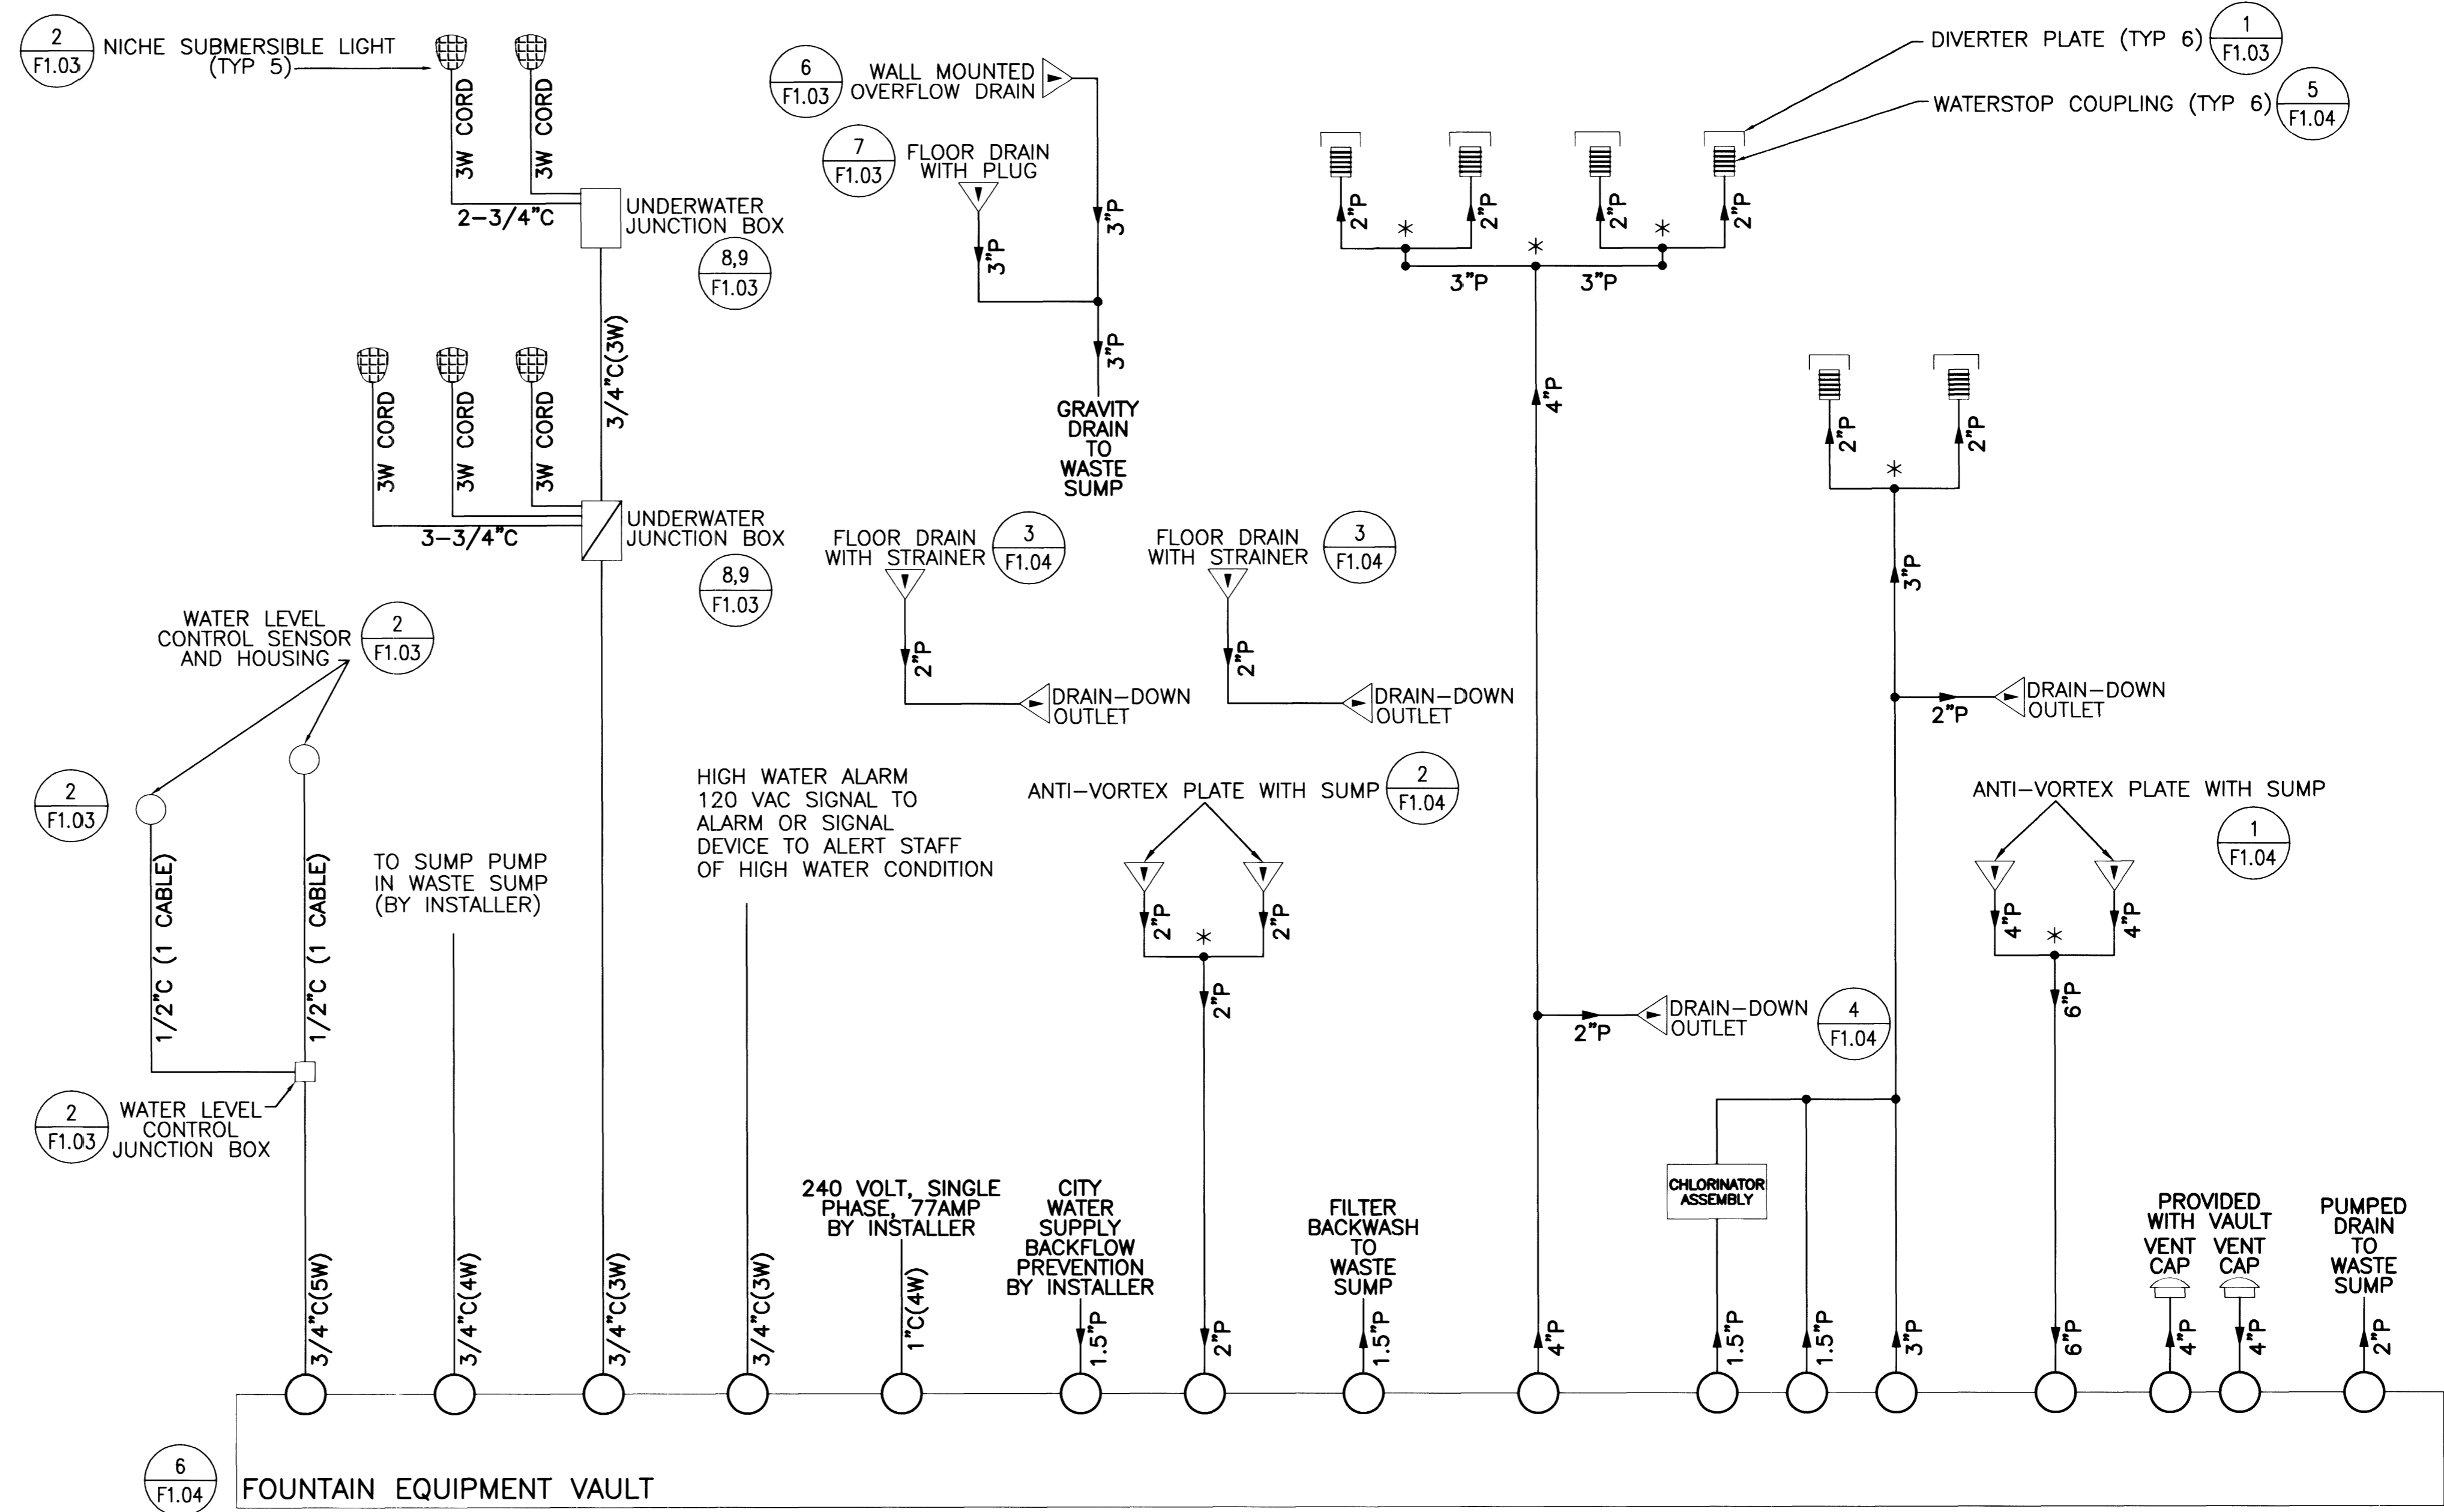 2
F1.03
NICHE SUBMERSIBLE LIGHT
(TYP 5)
3W CORD
3W CORD
2-3/4"C
UNDERWATER
JUNCTION BOX
8,9
F1.03
3/4"C(3W)
3W CORD
3W CORD
3W CORD
3-3/4"C
UNDERWATER
JUNCTION BOX
8,9
F1.03
6
F1.03
WALL MOUNTED
OVERFLOW DRAIN
7
F1.03
FLOOR DRAIN
WITH PLUG
3"P
3"P
3"P
GRAVITY
DRAIN
TO
WASTE
SUMP
DIVERTER PLATE (TYP 6)
1
F1.03
WATERSTOP COUPLING (TYP 6)
5
F1.04
2"P
2"P
2"P
2"P
*
*
*
3"P
3"P
4"P
2"P
2"P
*
3"P
FLOOR DRAIN
WITH STRAINER
3
F1.04
2"P
DRAIN-DOWN
OUTLET
FLOOR DRAIN
WITH STRAINER
3
F1.04
2"P
DRAIN-DOWN
OUTLET
2"P
DRAIN-DOWN
OUTLET
WATER LEVEL
CONTROL SENSOR
AND HOUSING
2
F1.03
2
F1.03
1/2"C (1 CABLE)
1/2"C (1 CABLE)
2
F1.03
WATER LEVEL
CONTROL
JUNCTION BOX
TO SUMP PUMP
IN WASTE SUMP
(BY INSTALLER)
HIGH WATER ALARM
120 VAC SIGNAL TO
ALARM OR SIGNAL
DEVICE TO ALERT STAFF
OF HIGH WATER CONDITION
ANTI-VORTEX PLATE WITH SUMP
2
F1.04
2"P
2"P
*
2"P
2"P
DRAIN-DOWN
OUTLET
4
F1.04
ANTI-VORTEX PLATE WITH SUMP
1
F1.04
4"P
4"P
*
6"P
240 VOLT, SINGLE
PHASE, 77AMP
BY INSTALLER
CITY
WATER
SUPPLY
BACKFLOW
PREVENTION
BY INSTALLER
FILTER
BACKWASH
TO
WASTE
SUMP
CHLORINATOR
ASSEMBLY
PROVIDED
WITH VAULT
VENT VENT
CAP CAP
PUMPED
DRAIN
TO
WASTE
SUMP
3/4"C(5W)
3/4"C(4W)
3/4"C(3W)
3/4"C(3W)
1"C(4W)
1.5"P
2"P
1.5"P
4"P
1.5"P
1.5"P
3"P
6"P
4"P
4"P
2"P
6
F1.04
FOUNTAIN EQUIPMENT VAULT